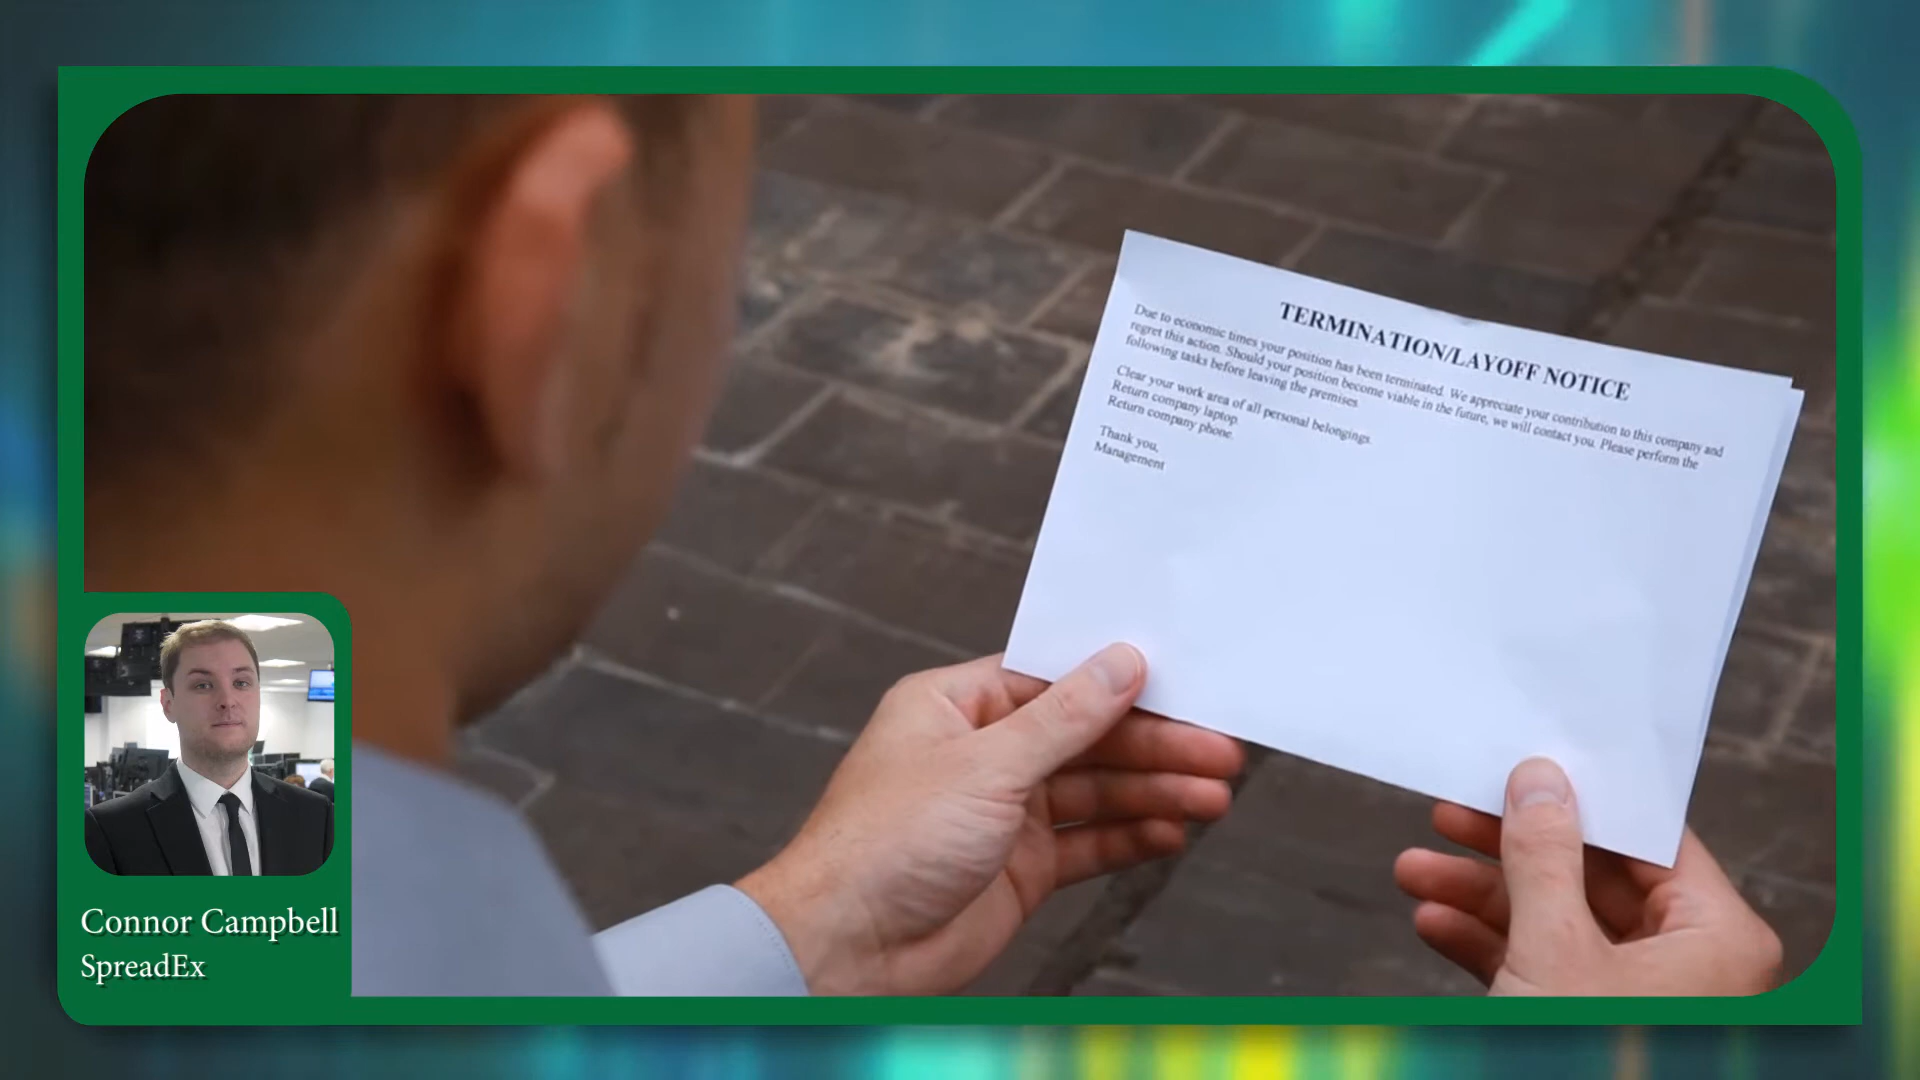 TERMINATION/LAYOFF NOTICE
Due to economic times your position has been terminated. We appreciate your contribution to this company and
regret this action. Should your position become viable in the future, we will contact you. Please perform the
following tasks before leaving the premises.
Clear your work area of all personal belongings.
Return company laptop.
Return company phone.
Thank you,
Management
Connor Campbell
SpreadEx